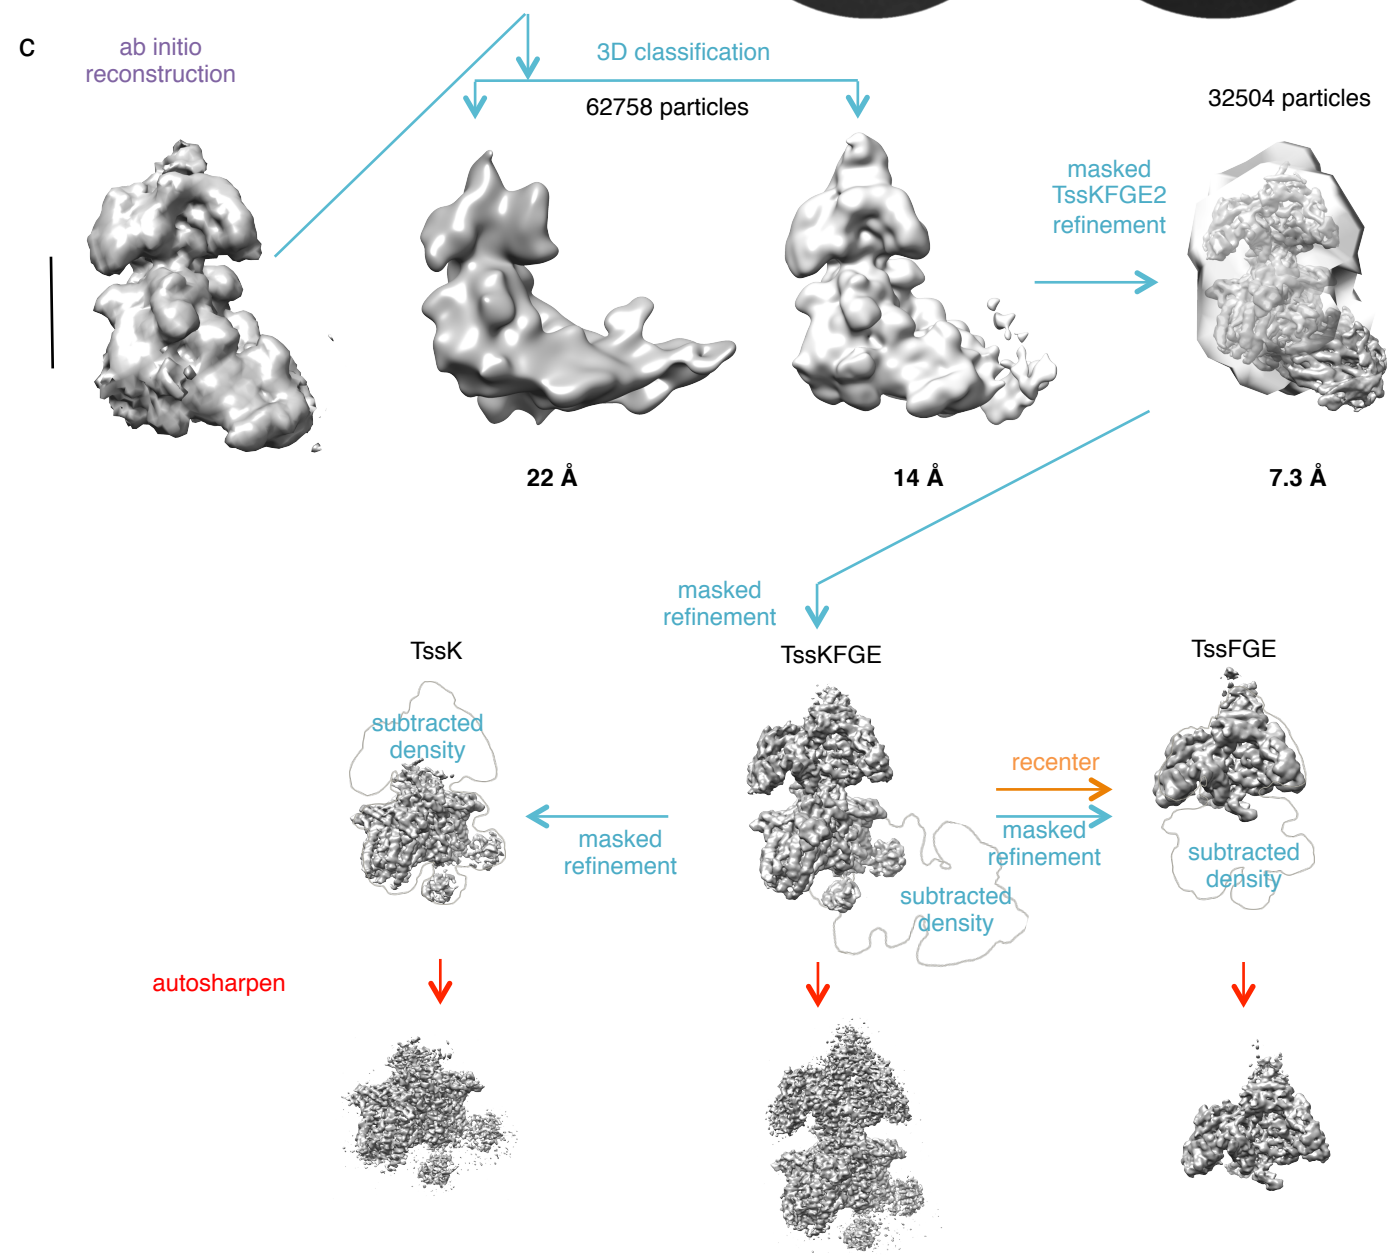 c
ab initio
reconstruction
3D classification
62758 particles
32504 particles
masked
TssKFGE2
refinement
22 Å
14 Å
7.3 Å
masked
refinement
TssK
TssKFGE
TssFGE
subtracted
density
recenter
masked
refinement
masked
refinement
subtracted
density
subtracted
density
autosharpen